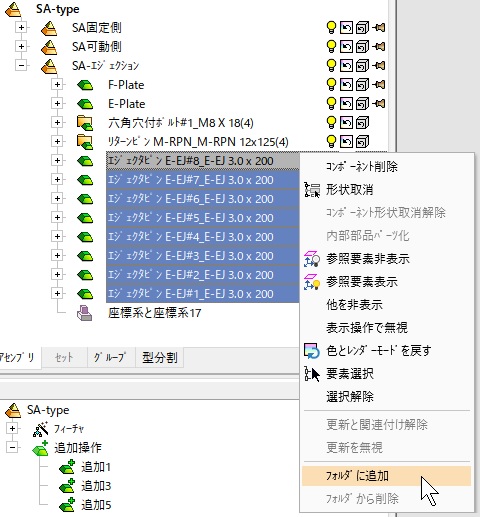 SA-type
SA固定側
SA可動側
SA-ｴｼﾞｪｸｼｮﾝ
F-Plate
E-Plate
六角穴付ﾎﾞﾙﾄ#1_M8 X 18(4)
ﾘﾀｰﾝﾋﾟﾝ M-RPN_M-RPN 12x125(4)
ｴｼﾞｪｸﾀﾋﾟﾝ E-EJ#8_E-EJ 3.0 x 200
ｴｼﾞｪｸﾀﾋﾟﾝ E-EJ#7_E-EJ 3.0 x 200
ｴｼﾞｪｸﾀﾋﾟﾝ E-EJ#6_E-EJ 3.0 x 200
ｴｼﾞｪｸﾀﾋﾟﾝ E-EJ#5_E-EJ 3.0 x 200
ｴｼﾞｪｸﾀﾋﾟﾝ E-EJ#4_E-EJ 3.0 x 200
ｴｼﾞｪｸﾀﾋﾟﾝ E-EJ#3_E-EJ 3.0 x 200
ｴｼﾞｪｸﾀﾋﾟﾝ E-EJ#2_E-EJ 3.0 x 200
ｴｼﾞｪｸﾀﾋﾟﾝ E-EJ#1_E-EJ 3.0 x 200
座標系と座標系17
ｱｾﾝﾌﾞﾘ ｾｯﾄ ｸﾞﾙｰﾌﾟ 型分割
SA-type
ﾌｨｰﾁｬ
追加操作
追加1
追加3
追加5
ｺﾝﾎﾟｰﾈﾝﾄ削除
形状取消
ｺﾝﾎﾟｰﾈﾝﾄ形状取消解除
内部部品ﾊﾟｰﾂ化
参照要素非表示
参照要素表示
他を非表示
表示操作で無視
色とﾚﾝﾀﾞｰﾓｰﾄﾞを戻す
要素選択
選択解除
更新と関連付け解除
更新を無視
ﾌｫﾙﾀﾞに追加
ﾌｫﾙﾀﾞから削除